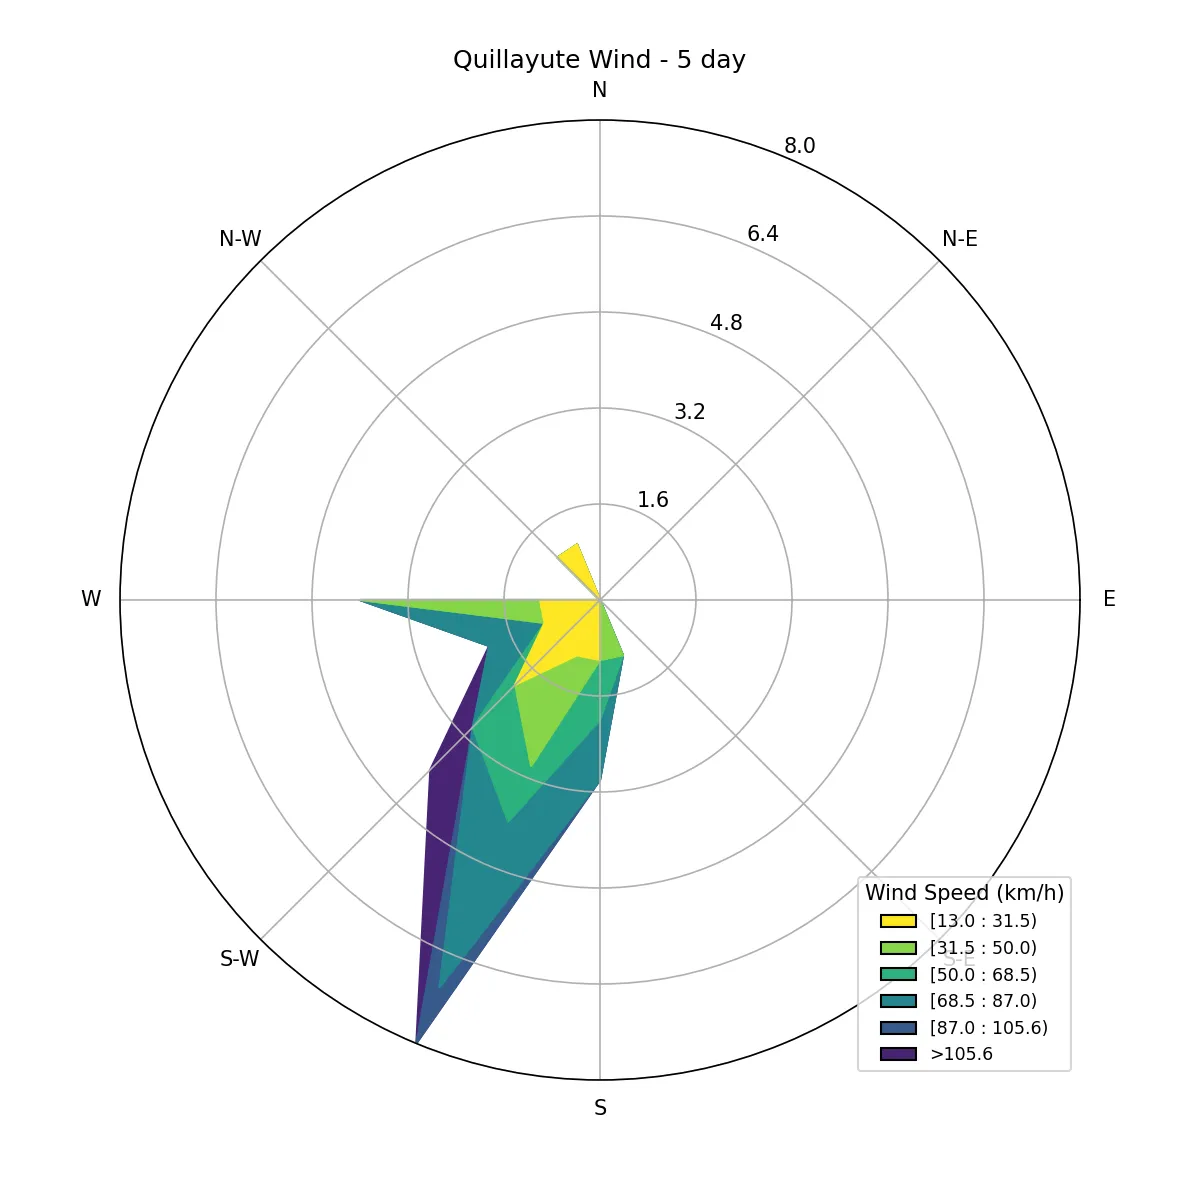 Quillayute Wind - 5 day
N
8.0
N-W
N-E
6.4
4.8
3.2
1.6
W
E
Wind Speed (km/h)
[13.0 : 31.5)
[31.5 : 50.0)
S-W
S-E
[50.0 : 68.5)
[68.5 : 87.0)
[87.0 : 105.6)
>105.6
S